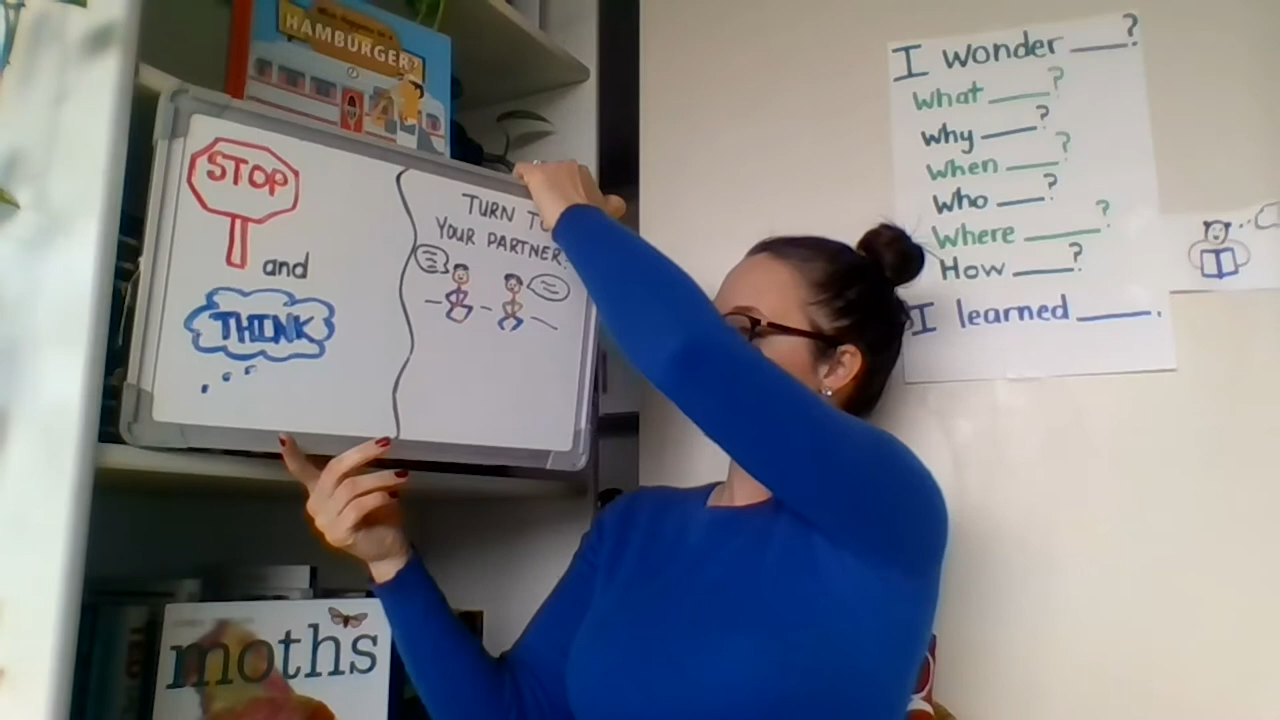 HAMBURGER?
STOP
and
THINK
TURN
YOUR PARTNER
moths
I wonder ___?
What ___?
why ___?
When ___?
Who ___?
Where ___?
How ___?
I learned ___.